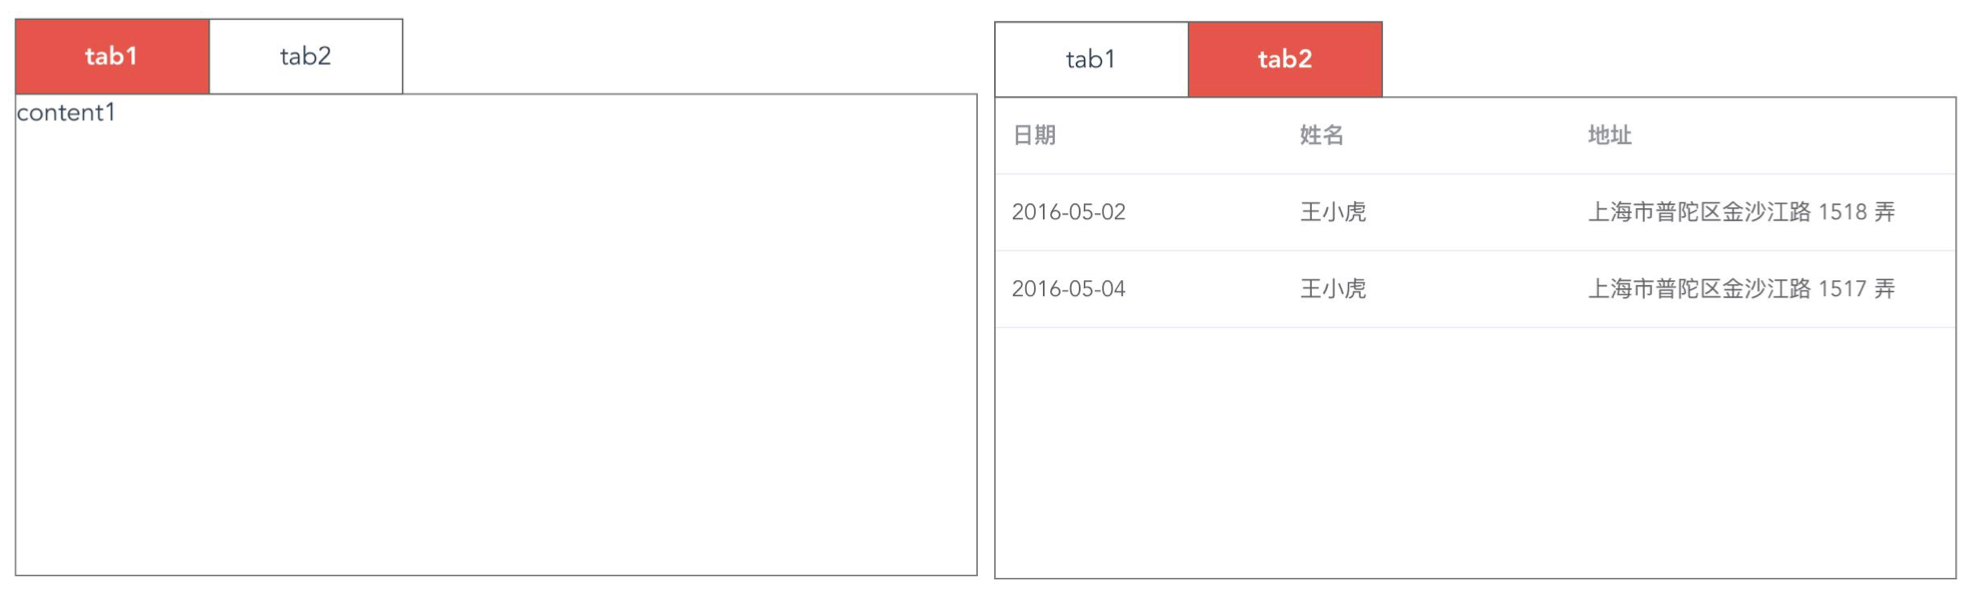 tab1 tab2
content1
tab1 tab2
日期 姓名 地址
2016-05-02 王小虎 上海市普陀区金沙江路 1518 弄
2016-05-04 王小虎 上海市普陀区金沙江路 1517 弄